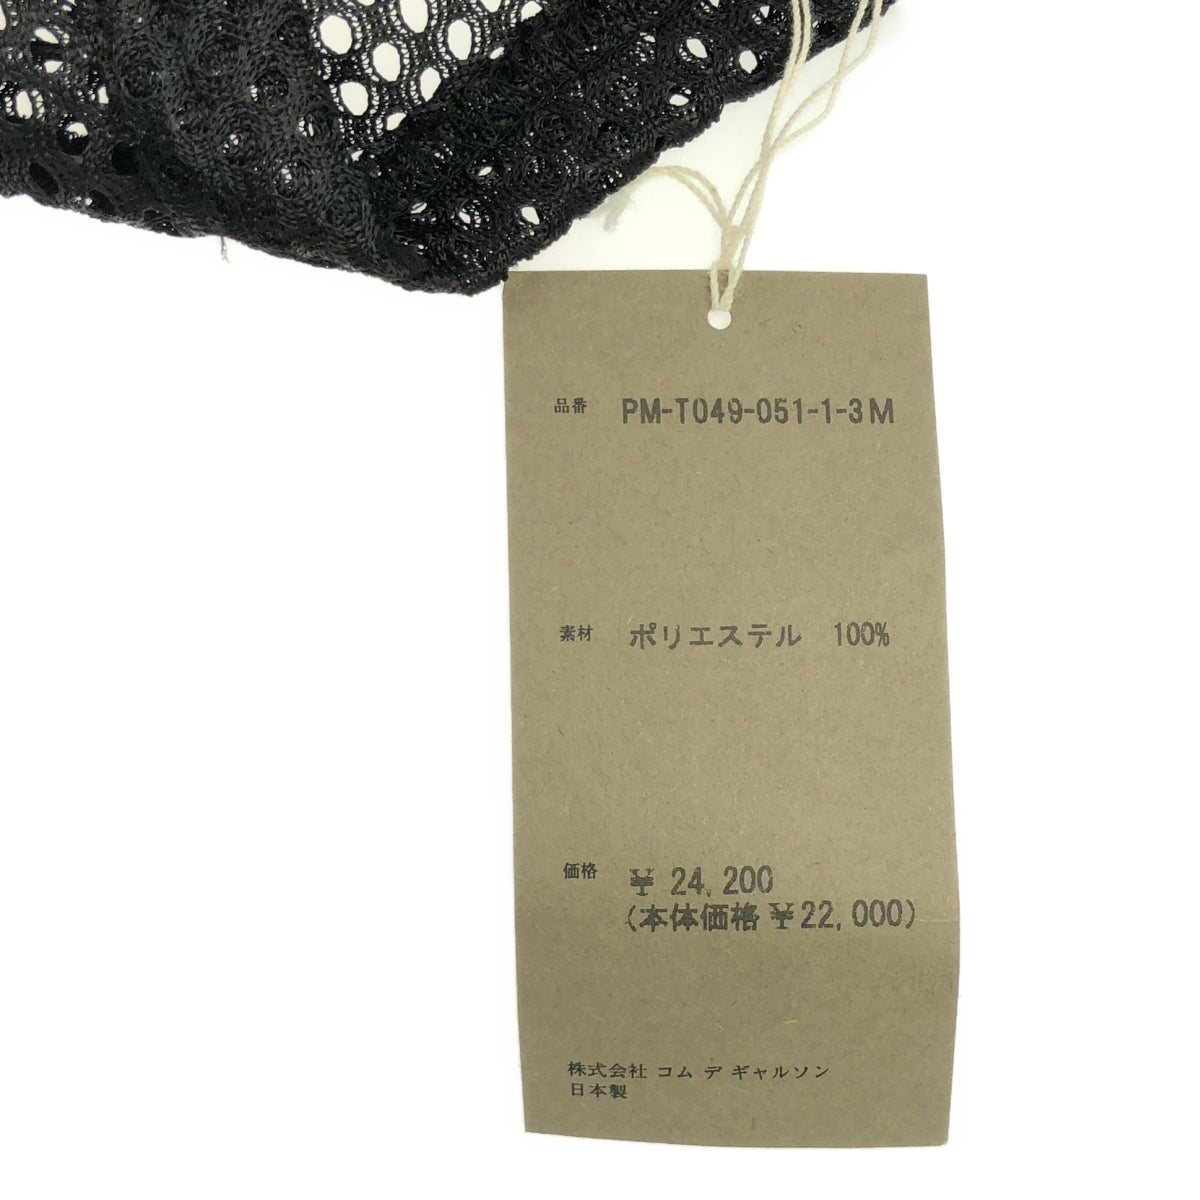 品番 PM-T049-051-1-3M
素材 ポリエステル 100%
価格 ¥ 24,200
(本体価格 ¥22,000)
株式会社 コム デ ギャルソン
日本製